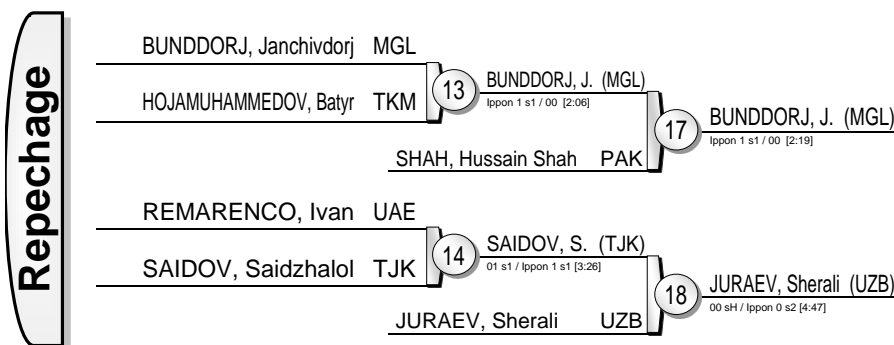 Repechage
BUNDDORJ, Janchivdorj MGL
HOJAMUHAMMEDOV, Batyr TKM
13
BUNDDORJ, J. (MGL)
Ippon 1 s1 / 00 [2:06]
SHAH, Hussain Shah PAK
17
BUNDDORJ, J. (MGL)
Ippon 1 s1 / 00 [2:19]
REMARENCO, Ivan UAE
SAIDOV, Saidzhalol TJK
14
SAIDOV, S. (TJK)
01 s1 / Ippon 1 s1 [3:26]
JURAEV, Sherali UZB
18
JURAEV, Sherali (UZB)
00 sH / Ippon 0 s2 [4:47]